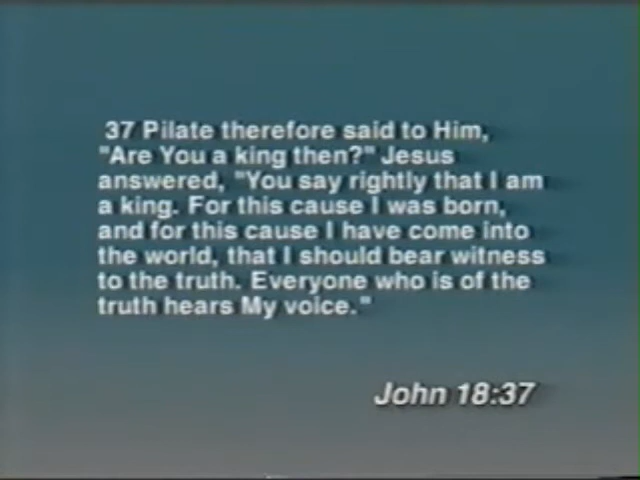 37 Pilate therefore said to Him,
"Are You a king then?" Jesus
answered, "You say rightly that I am
a king. For this cause I was born,
and for this cause I have come into
the world, that I should bear witness
to the truth. Everyone who is of the
truth hears My voice."
John 18:37